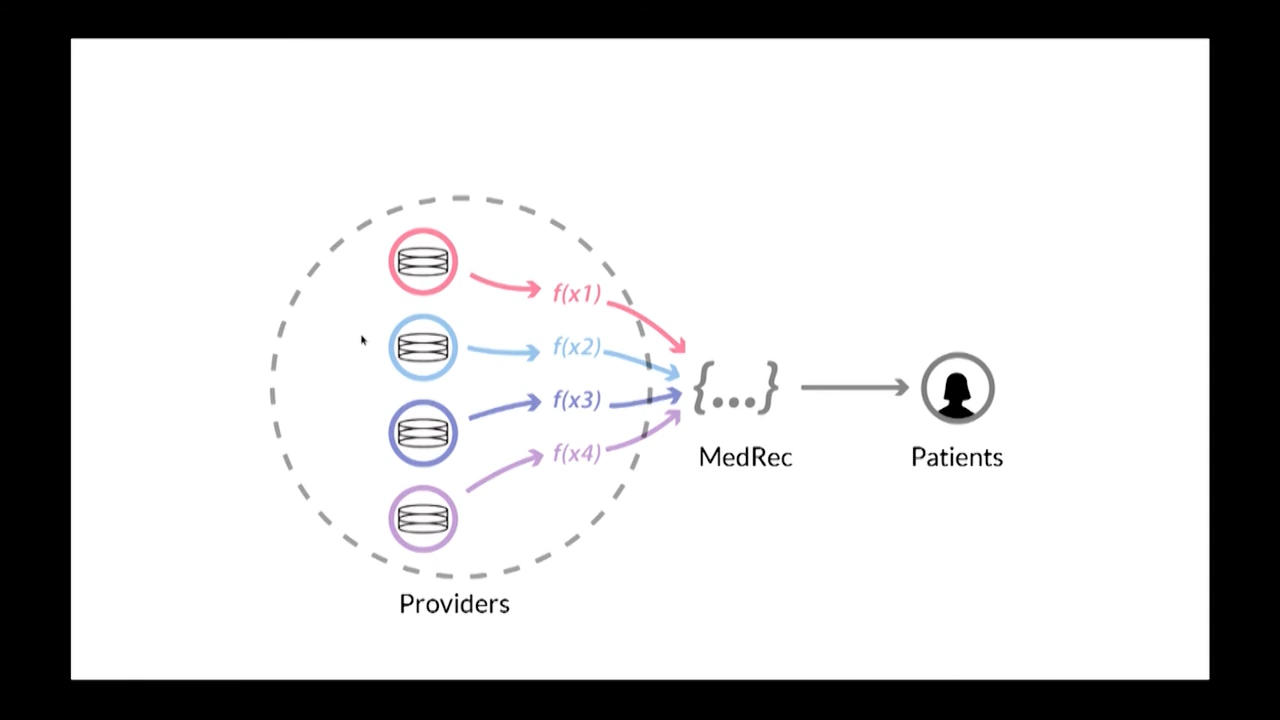 f(x1)
f(x2)
f(x3)
f(x4)
{...}
MedRec
Patients
Providers